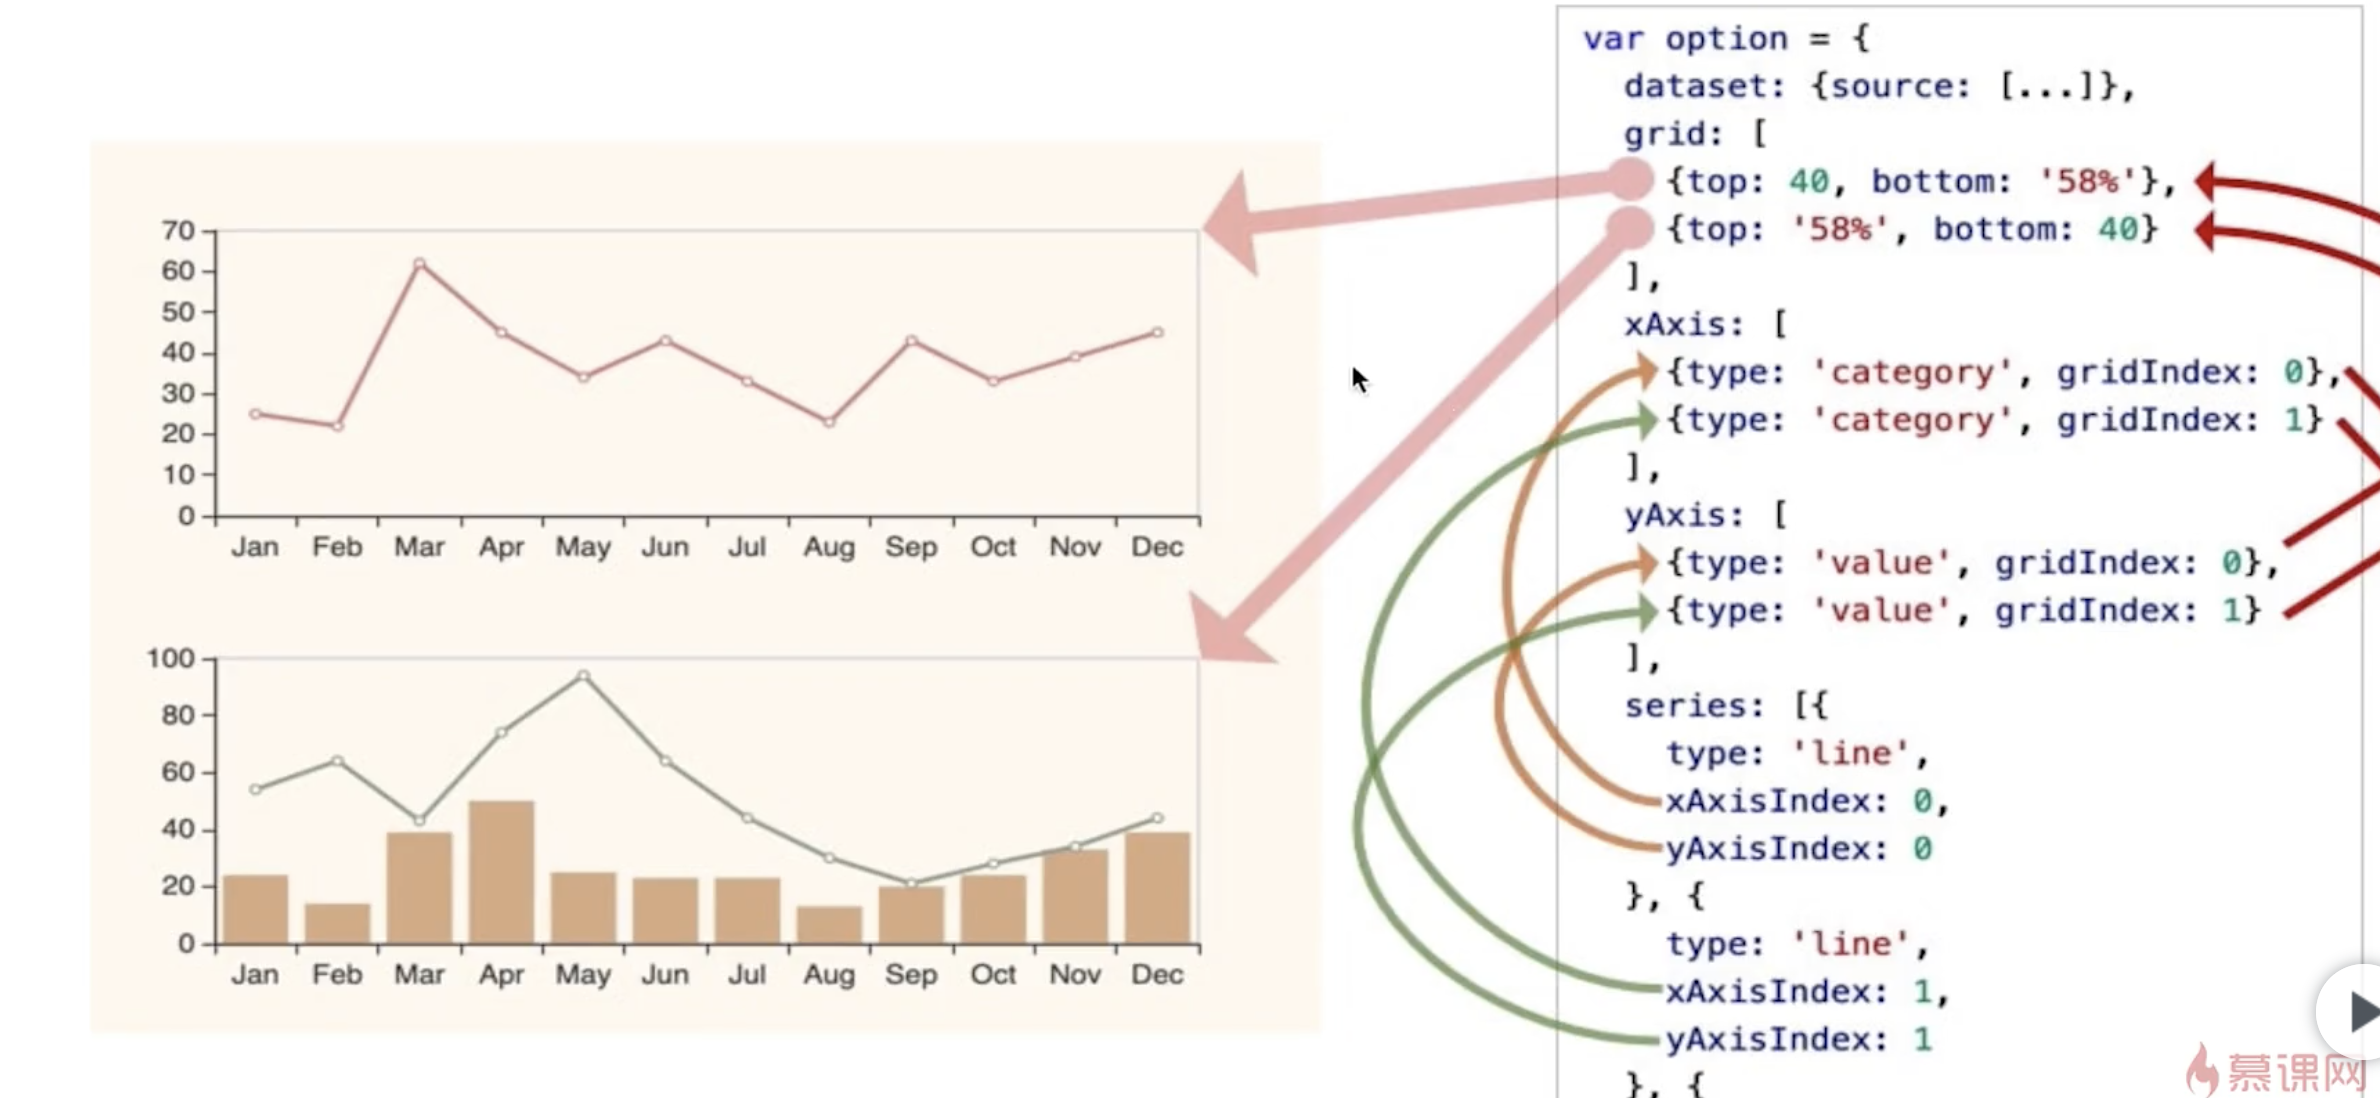 70
60
50
40
30
20
10
0
Jan Feb Mar Apr May Jun Jul Aug Sep Oct Nov Dec
100
80
60
40
20
0
Jan Feb Mar Apr May Jun Jul Aug Sep Oct Nov Dec
var option = {
dataset: {source: [...]},
grid: [
{top: 40, bottom: '58%'},
{top: '58%', bottom: 40}
],
xAxis: [
{type: 'category', gridIndex: 0},
{type: 'category', gridIndex: 1}
],
yAxis: [
{type: 'value', gridIndex: 0},
{type: 'value', gridIndex: 1}
],
series: [{
type: 'line',
xAxisIndex: 0,
yAxisIndex: 0
}, {
type: 'line',
xAxisIndex: 1,
yAxisIndex: 1
}, {
慕课网